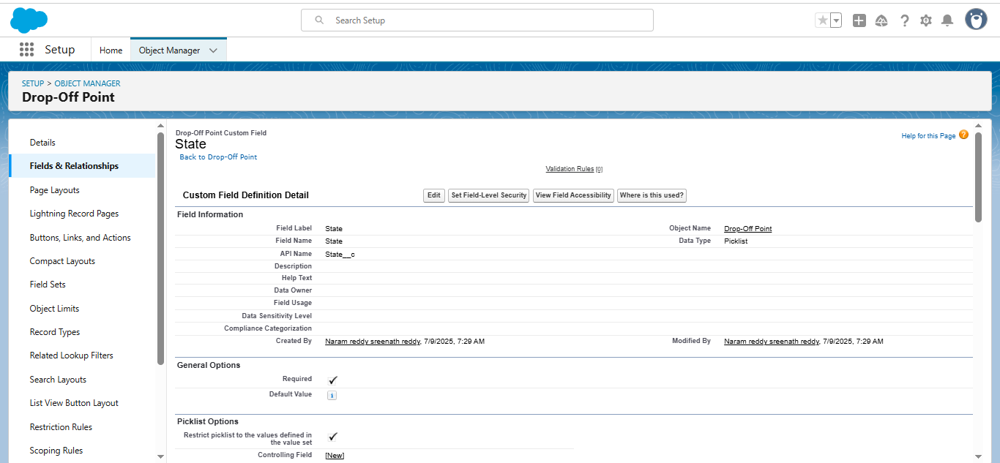 Search Setup
Setup
Home
Object Manager
SETUP > OBJECT MANAGER
Drop-Off Point
Details
Fields & Relationships
Page Layouts
Lightning Record Pages
Buttons, Links, and Actions
Compact Layouts
Field Sets
Object Limits
Record Types
Related Lookup Filters
Search Layouts
List View Button Layout
Restriction Rules
Scoping Rules
Drop-Off Point Custom Field
State
Back to Drop-Off Point
Help for this Page ?
Validation Rules [0]
Custom Field Definition Detail
Edit Set Field-Level Security View Field Accessibility Where is this used?
Field Information
Field Label State Object Name Drop-Off Point
Field Name State Data Type Picklist
API Name State__c
Description
Help Text
Data Owner
Field Usage
Data Sensitivity Level
Compliance Categorization
Created By Naram reddy sreenath reddy, 7/9/2025, 7:29 AM Modified By Naram reddy sreenath reddy, 7/9/2025, 7:29 AM
General Options
Required
Default Value
Picklist Options
Restrict picklist to the values defined in
the value set
Controlling Field [New]